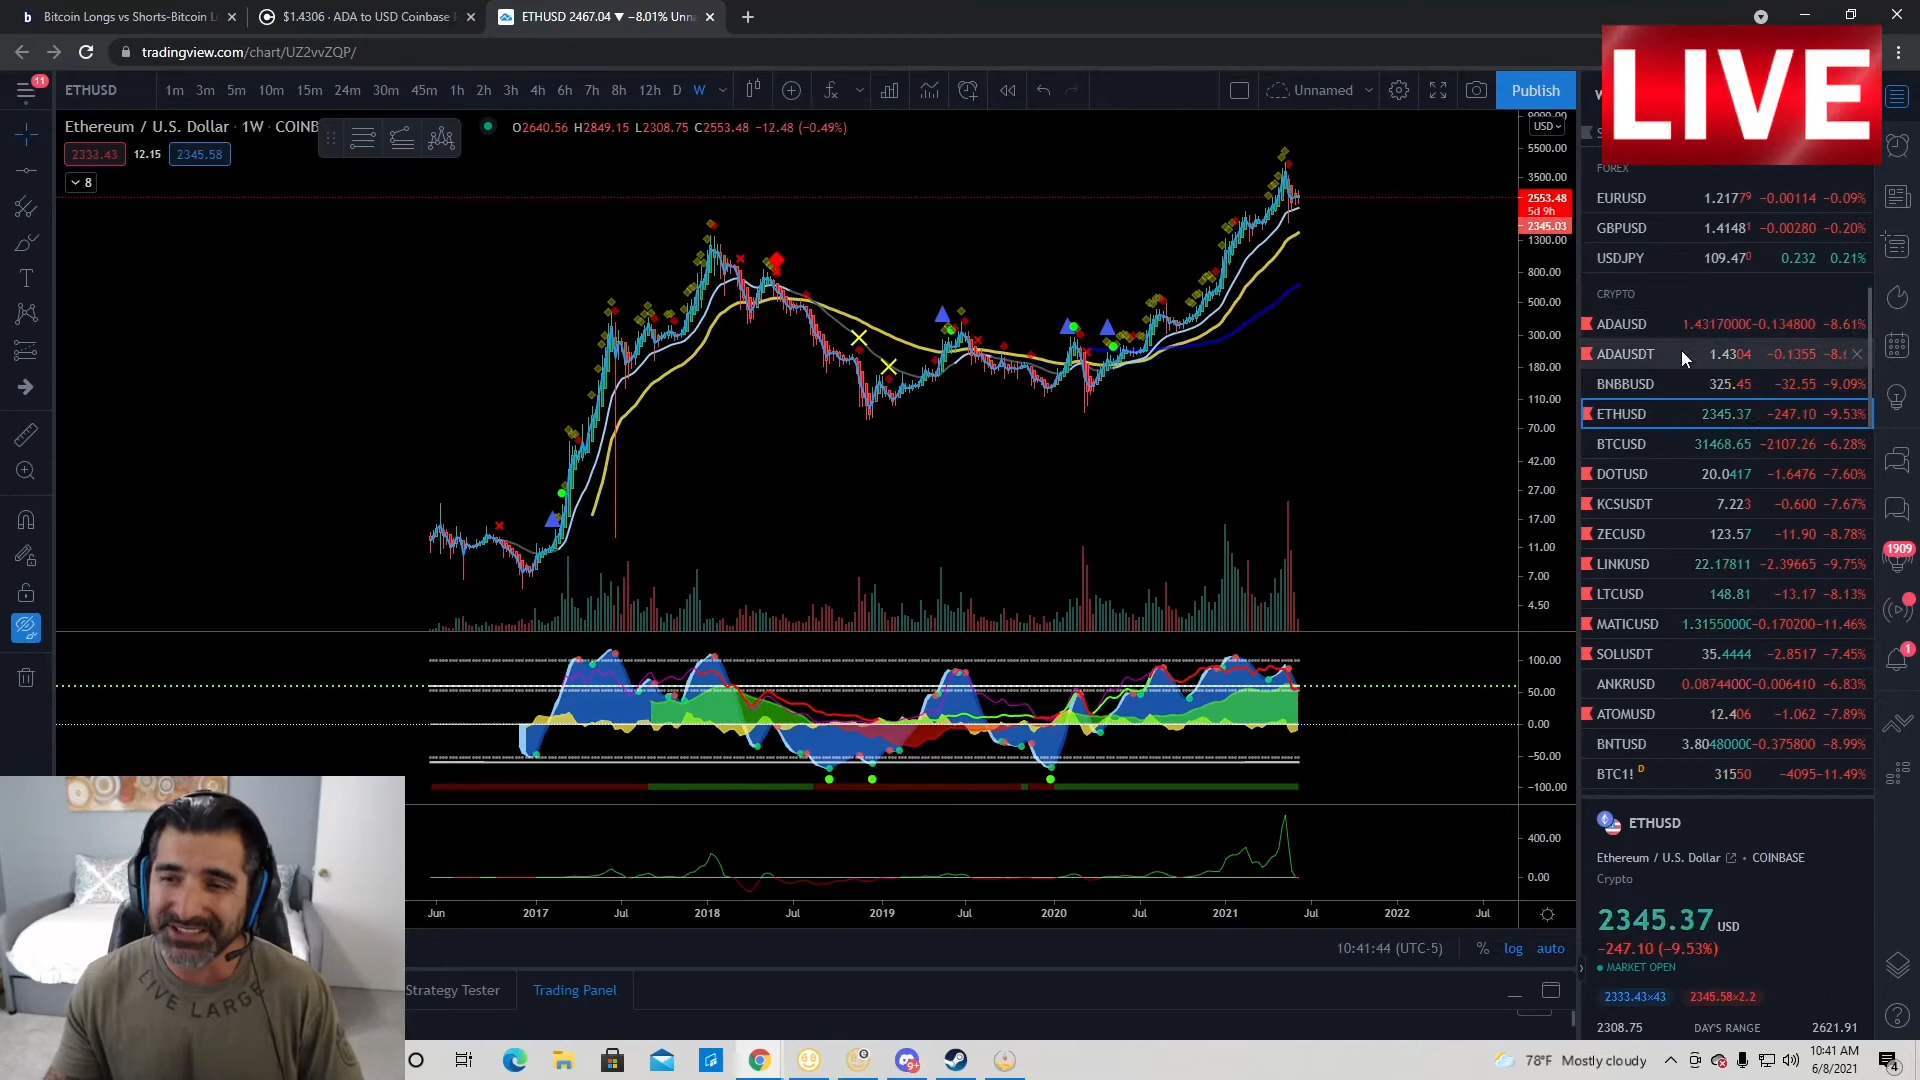 Bitcoin Longs vs Shorts-Bitcoin L
$1.4306 · ADA to USD Coinbase
ETHUSD 2467.04 ▼ −8.01% Unna
tradingview.com/chart/UZ2vvZQP/
LIVE
11
ETHUSD
1m 3m 5m 10m 15m 24m 30m 45m 1h 2h 3h 4h 6h 7h 8h 12h D W
Unnamed
Publish
Ethereum / U.S. Dollar · 1W · COINB
O2640.56 H2849.15 L2308.75 C2553.48 −12.48 (−0.49%)
USD
2333.43 12.15 2345.58
8
5500.00
3500.00
2553.48
5d 9h
2345.03
1300.00
800.00
500.00
300.00
180.00
110.00
70.00
42.00
27.00
17.00
11.00
7.00
4.50
100.00
50.00
0.00
−50.00
−100.00
400.00
0.00
Jun 2017 Jul 2018 Jul 2019 Jul 2020 Jul 2021 Jul 2022 Jul
10:41:44 (UTC-5) % log auto
Strategy Tester Trading Panel
FOREX
EURUSD 1.21779 −0.00114 −0.09%
GBPUSD 1.41481 −0.00280 −0.20%
USDJPY 109.470 0.232 0.21%
CRYPTO
ADAUSD 1.4317000 −0.134800 −8.61%
ADAUSDT 1.4304 −0.1355 −8.
BNBBUSD 325.45 −32.55 −9.09%
ETHUSD 2345.37 −247.10 −9.53%
BTCUSD 31468.65 −2107.26 −6.28%
DOTUSD 20.0417 −1.6476 −7.60%
KCSUSDT 7.223 −0.600 −7.67%
ZECUSD 123.57 −11.90 −8.78%
LINKUSD 22.17811 −2.39665 −9.75%
LTCUSD 148.81 −13.17 −8.13%
MATICUSD 1.3155000 −0.170200 −11.46%
SOLUSDT 35.4444 −2.8517 −7.45%
ANKRUSD 0.0874400 −0.006410 −6.83%
ATOMUSD 12.406 −1.062 −7.89%
BNTUSD 3.8048000 −0.375800 −8.99%
BTC1! D 31550 −4095 −11.49%
1909
1
ETHUSD
Ethereum / U.S. Dollar • COINBASE
Crypto
2345.37 USD
−247.10 (−9.53%)
MARKET OPEN
2333.43×43 2345.58×2.2
2308.75 DAY'S RANGE 2621.91
LIVE LARGE
9+
78°F Mostly cloudy
10:41 AM
6/8/2021
4